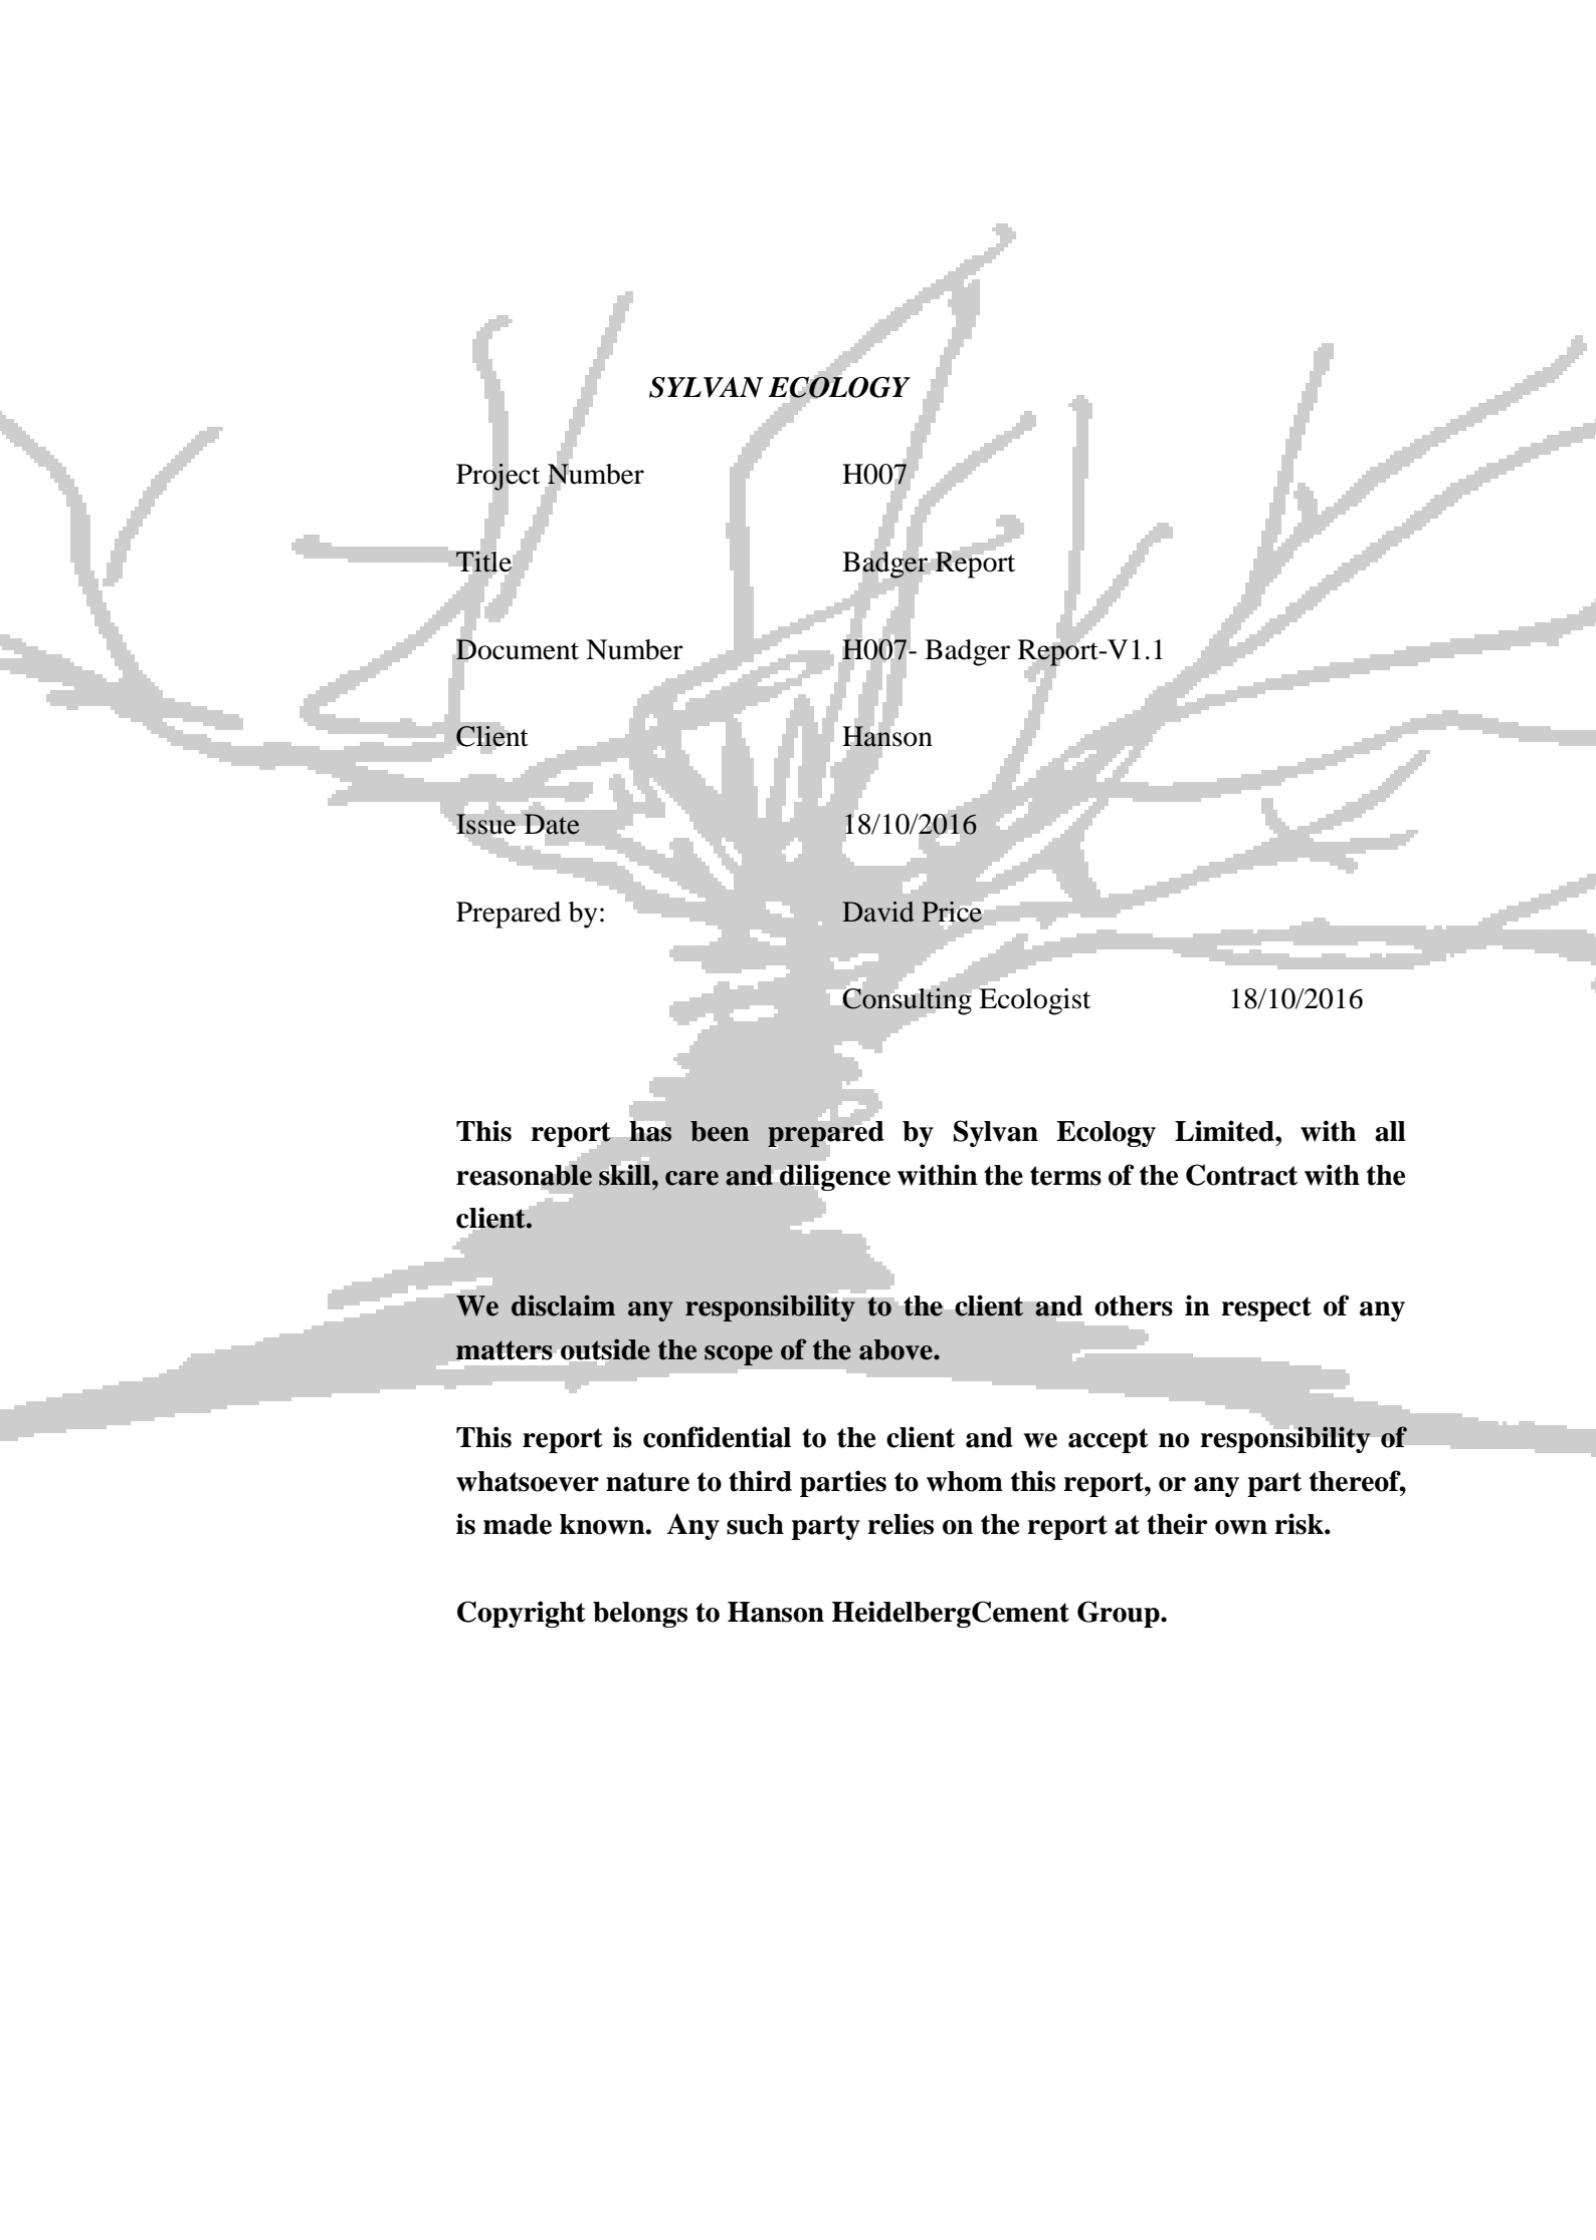 SYLVAN ECOLOGY
Project Number H007
Title Badger Report
Document Number H007- Badger Report-V1.1
Client Hanson
Issue Date 18/10/2016
Prepared by: David Price
Consulting Ecologist 18/10/2016
This report has been prepared by Sylvan Ecology Limited, with all
reasonable skill, care and diligence within the terms of the Contract with the
client.
We disclaim any responsibility to the client and others in respect of any
matters outside the scope of the above.
This report is confidential to the client and we accept no responsibility of
whatsoever nature to third parties to whom this report, or any part thereof,
is made known.  Any such party relies on the report at their own risk.
Copyright belongs to Hanson HeidelbergCement Group.